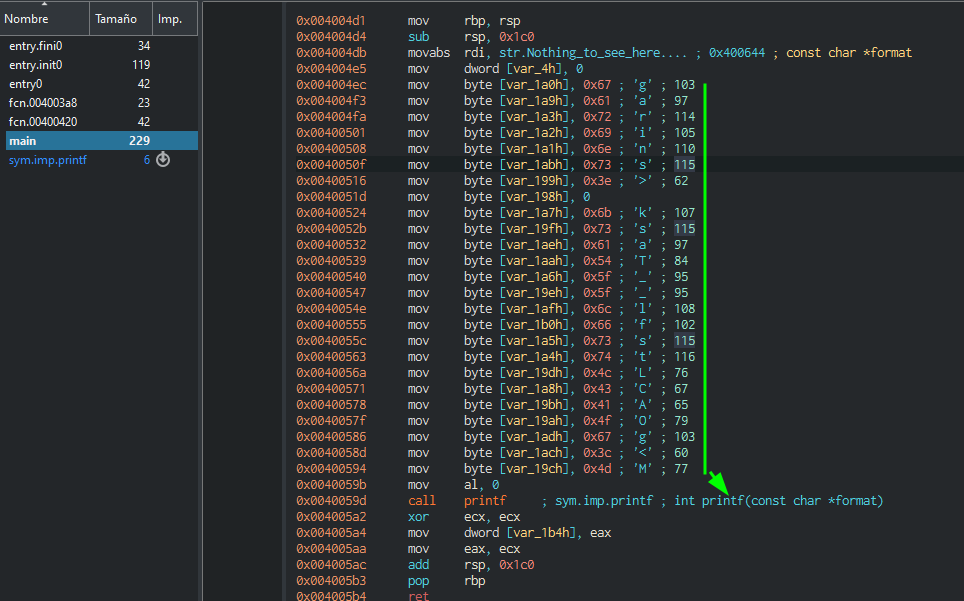 Nombre Tamaño Imp.
entry.fini0 34
entry.init0 119
entry0 42
fcn.004003a8 23
fcn.00400420 42
main 229
sym.imp.printf 6
0x004004d1 mov rbp, rsp
0x004004d4 sub rsp, 0x1c0
0x004004db movabs rdi, str.Nothing_to_see_here.... ; 0x400644 ; const char *format
0x004004e5 mov dword [var_4h], 0
0x004004ec mov byte [var_1a0h], 0x67 ; 'g' ; 103
0x004004f3 mov byte [var_1a9h], 0x61 ; 'a' ; 97
0x004004fa mov byte [var_1a3h], 0x72 ; 'r' ; 114
0x00400501 mov byte [var_1a2h], 0x69 ; 'i' ; 105
0x00400508 mov byte [var_1a1h], 0x6e ; 'n' ; 110
0x0040050f mov byte [var_1abh], 0x73 ; 's' ; 115
0x00400516 mov byte [var_199h], 0x3e ; '>' ; 62
0x0040051d mov byte [var_198h], 0
0x00400524 mov byte [var_1a7h], 0x6b ; 'k' ; 107
0x0040052b mov byte [var_19fh], 0x73 ; 's' ; 115
0x00400532 mov byte [var_1aeh], 0x61 ; 'a' ; 97
0x00400539 mov byte [var_1aah], 0x54 ; 'T' ; 84
0x00400540 mov byte [var_1a6h], 0x5f ; '_' ; 95
0x00400547 mov byte [var_19eh], 0x5f ; '_' ; 95
0x0040054e mov byte [var_1afh], 0x6c ; 'l' ; 108
0x00400555 mov byte [var_1b0h], 0x66 ; 'f' ; 102
0x0040055c mov byte [var_1a5h], 0x73 ; 's' ; 115
0x00400563 mov byte [var_1a4h], 0x74 ; 't' ; 116
0x0040056a mov byte [var_19dh], 0x4c ; 'L' ; 76
0x00400571 mov byte [var_1a8h], 0x43 ; 'C' ; 67
0x00400578 mov byte [var_19bh], 0x41 ; 'A' ; 65
0x0040057f mov byte [var_19ah], 0x4f ; 'O' ; 79
0x00400586 mov byte [var_1adh], 0x67 ; 'g' ; 103
0x0040058d mov byte [var_1ach], 0x3c ; '<' ; 60
0x00400594 mov byte [var_19ch], 0x4d ; 'M' ; 77
0x0040059b mov al, 0
0x0040059d call printf ; sym.imp.printf ; int printf(const char *format)
0x004005a2 xor ecx, ecx
0x004005a4 mov dword [var_1b4h], eax
0x004005aa mov eax, ecx
0x004005ac add rsp, 0x1c0
0x004005b3 pop rbp
0x004005b4 ret